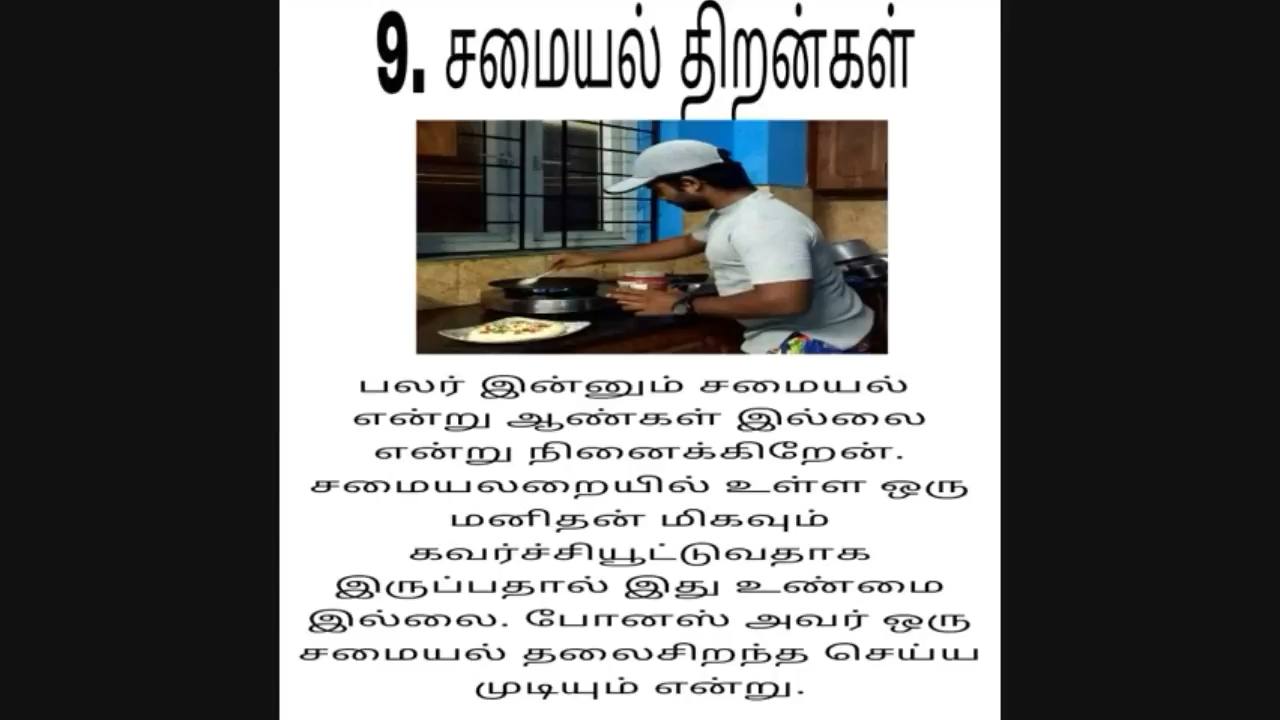 9. சமையல் திறன்கள்
பலர் இன்னும் சமையல்
என்று ஆண்கள் இல்லை
என்று நினைக்கிறேன்.
சமையலறையில் உள்ள ஒரு
மனிதன் மிகவும்
கவர்ச்சியூட்டுவதாக
இருப்பதால் இது உண்மை
இல்லை. போனஸ் அவர் ஒரு
சமையல் தலைசிறந்த செய்ய
முடியும் என்று.